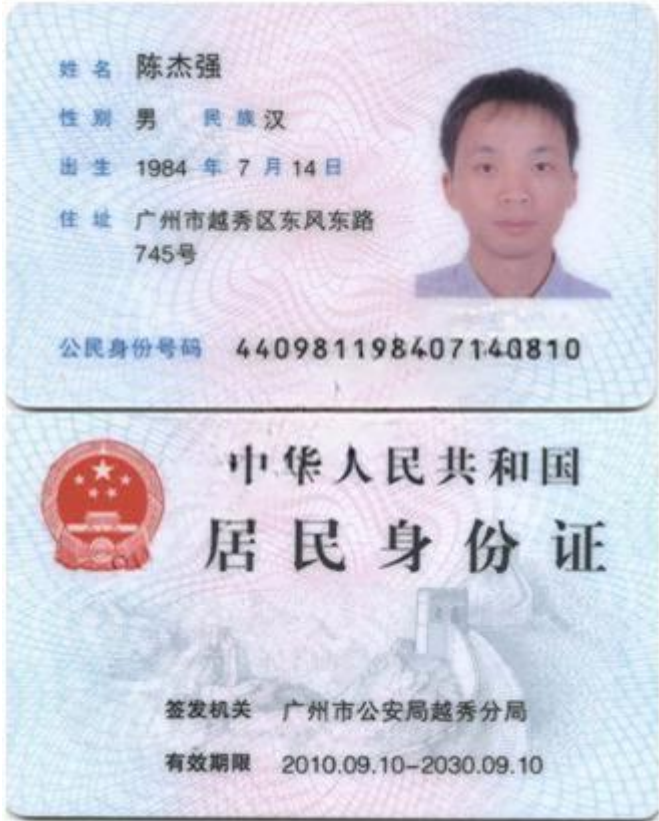 姓名 陈杰强
性别 男 民族 汉
出生 1984 年 7 月 14 日
住址 广州市越秀区东风东路
745号
公民身份号码 440981198407140810
中华人民共和国
居民身份证
签发机关 广州市公安局越秀分局
有效期限 2010.09.10-2030.09.10